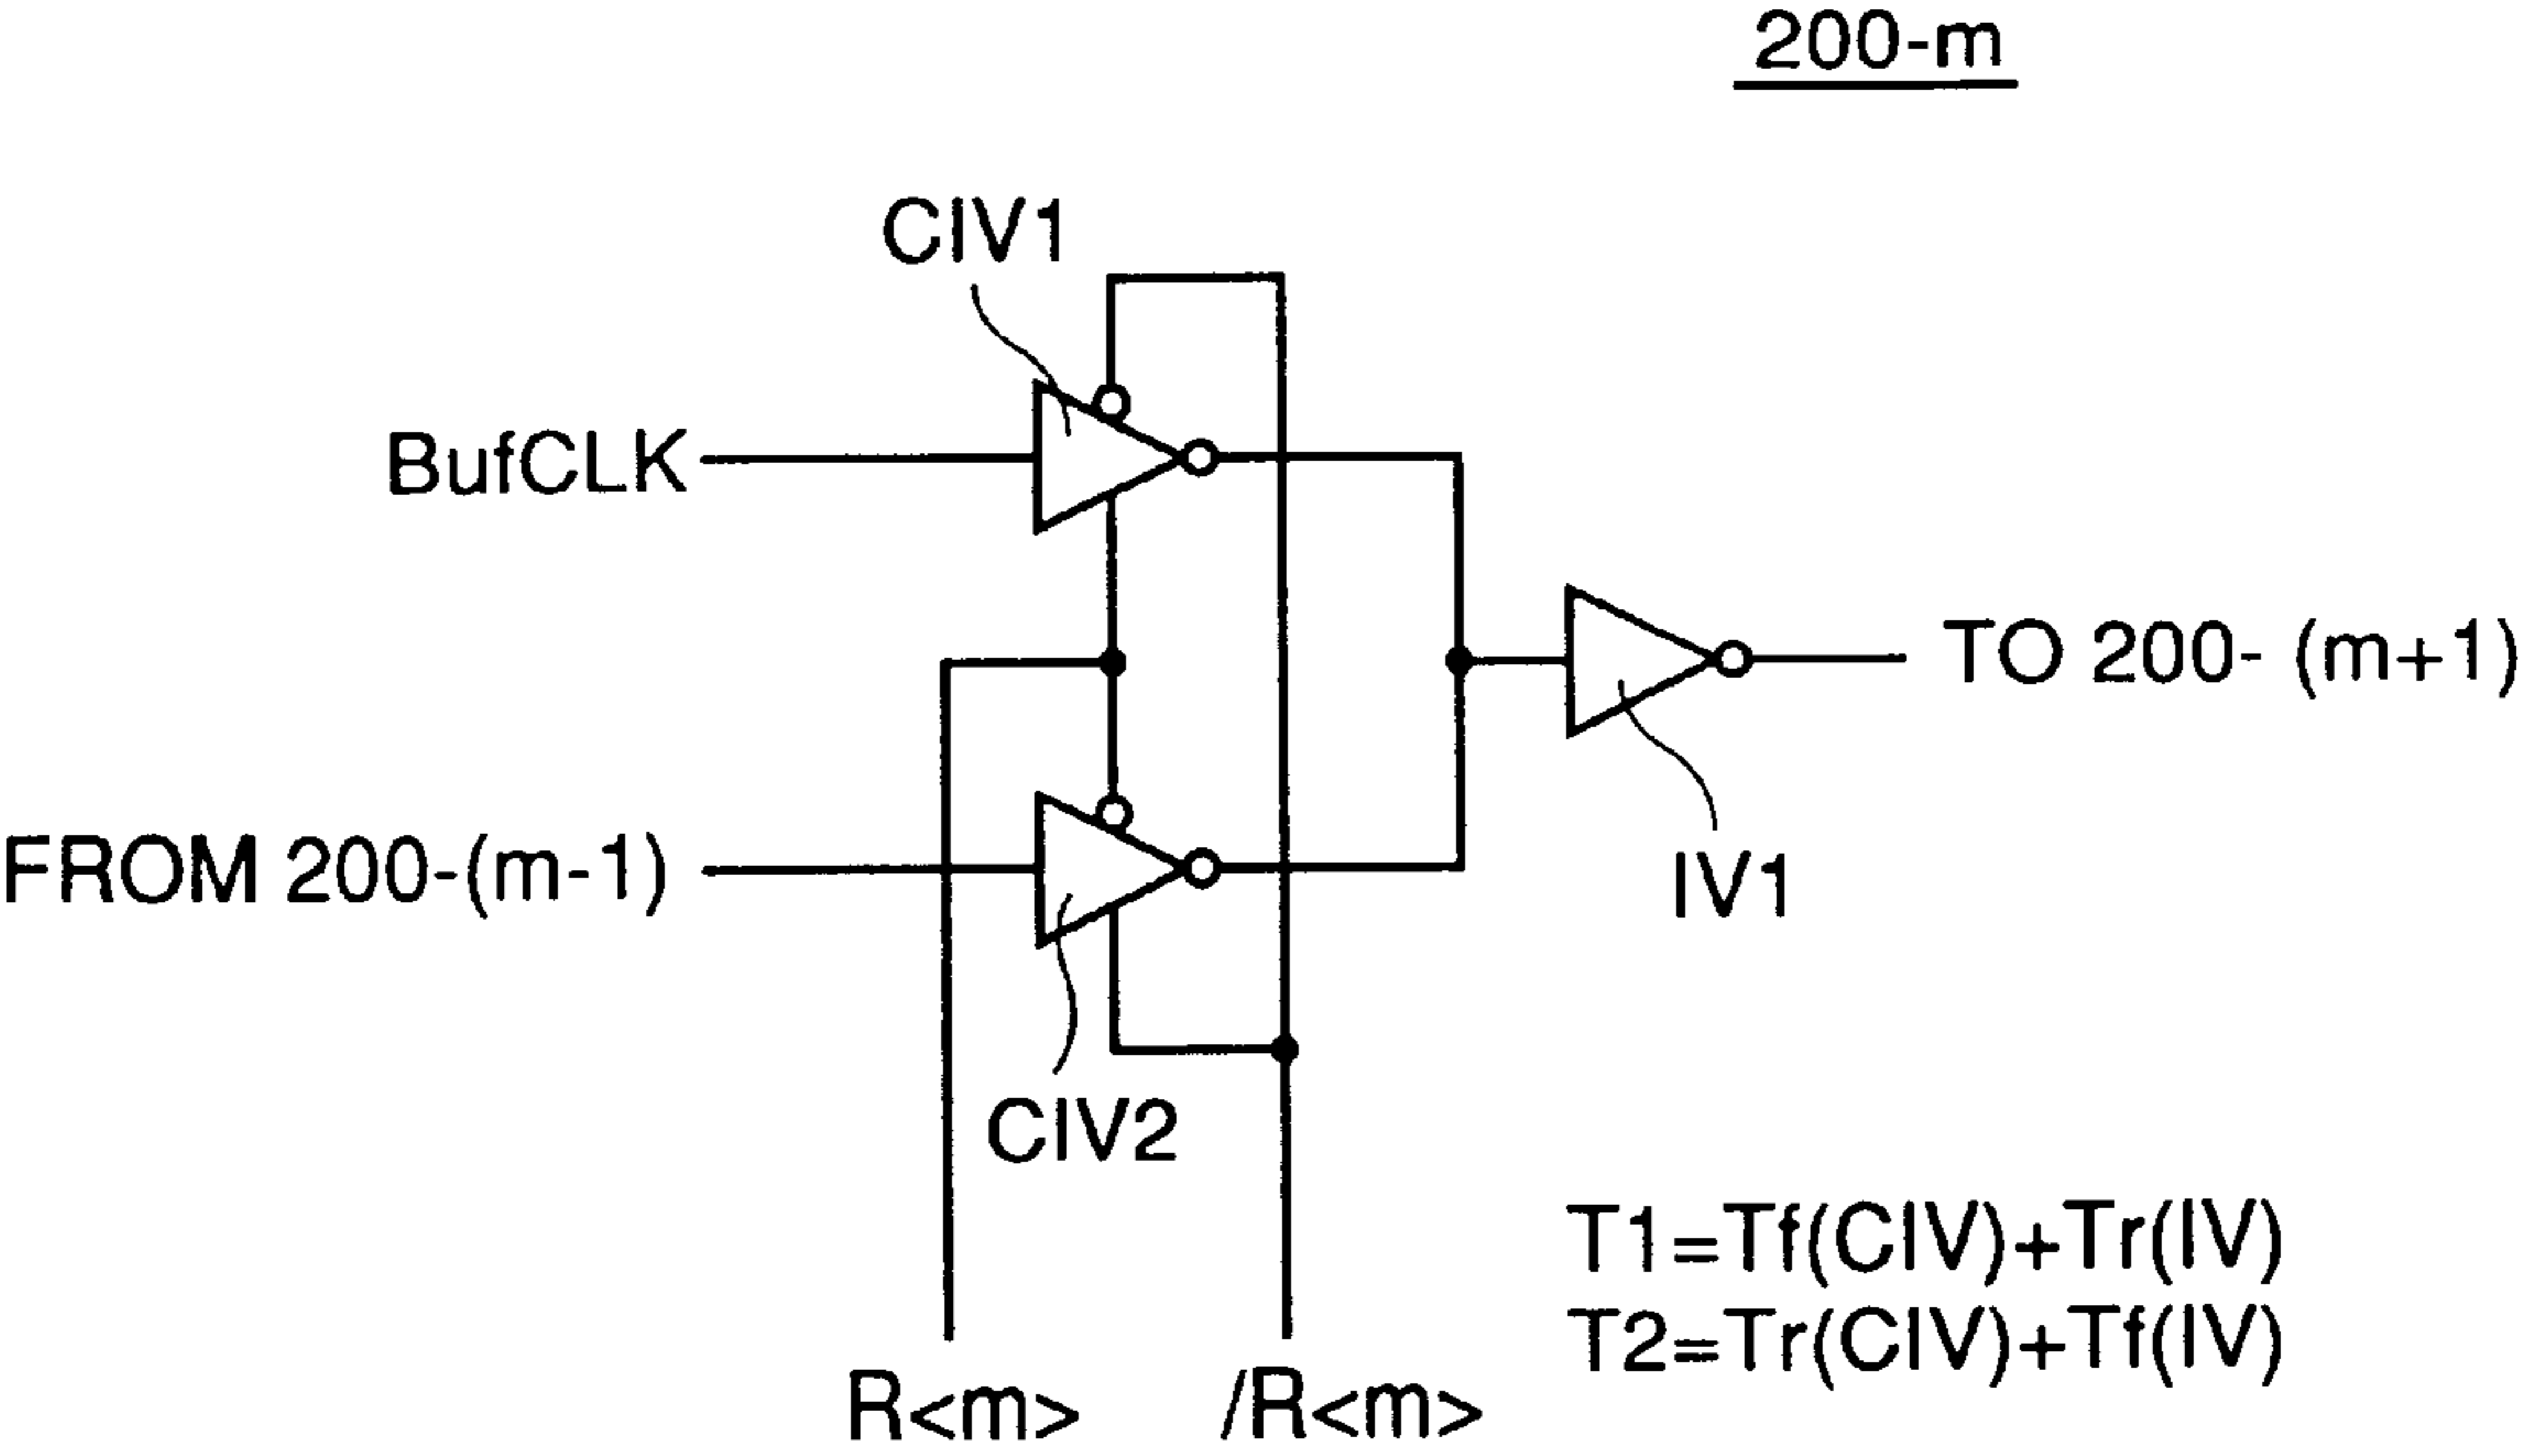 200-m
CIV1
BufCLK
TO 200- (m+1)
FROM 200-(m-1)
IV1
CIV2
T1=Tf(CIV)+Tr(IV)
T2=Tr(CIV)+Tf(IV)
R<m>
/R<m>